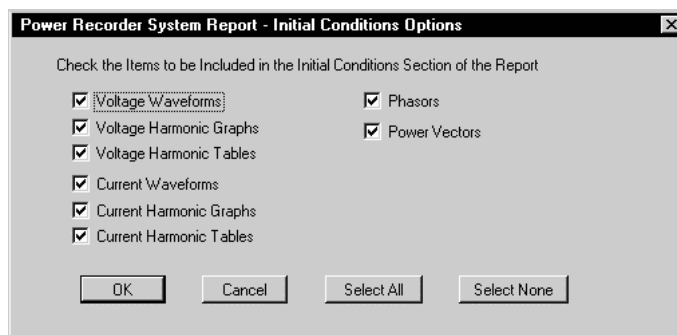 Power Recorder System Report - Initial Conditions Options
Check the Items to be Included in the Initial Conditions Section of the Report
Voltage Waveforms
Voltage Harmonic Graphs
Voltage Harmonic Tables
Current Waveforms
Current Harmonic Graphs
Current Harmonic Tables
Phasors
Power Vectors
OK
Cancel
Select All
Select None